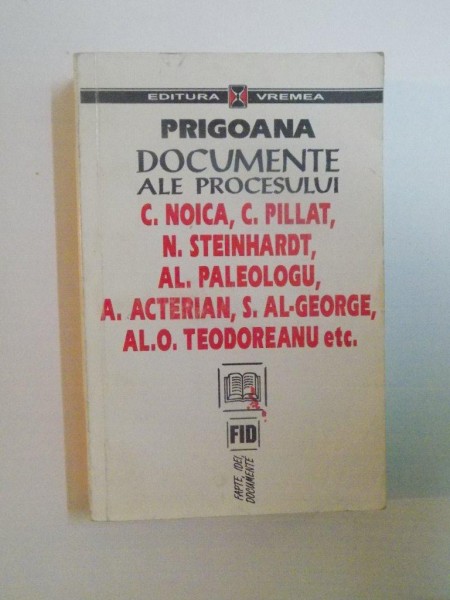 EDITURA VREMEA
PRIGOANA
DOCUMENTE
ALE PROCESULUI
C. NOICA, C. PILLAT,
N. STEINHARDT,
AL. PALEOLOGU,
A. ACTERIAN, S. AL-GEORGE,
AL.O. TEODOREANU etc.
FID
FAPTE, IDEI,
DOCUMENTE